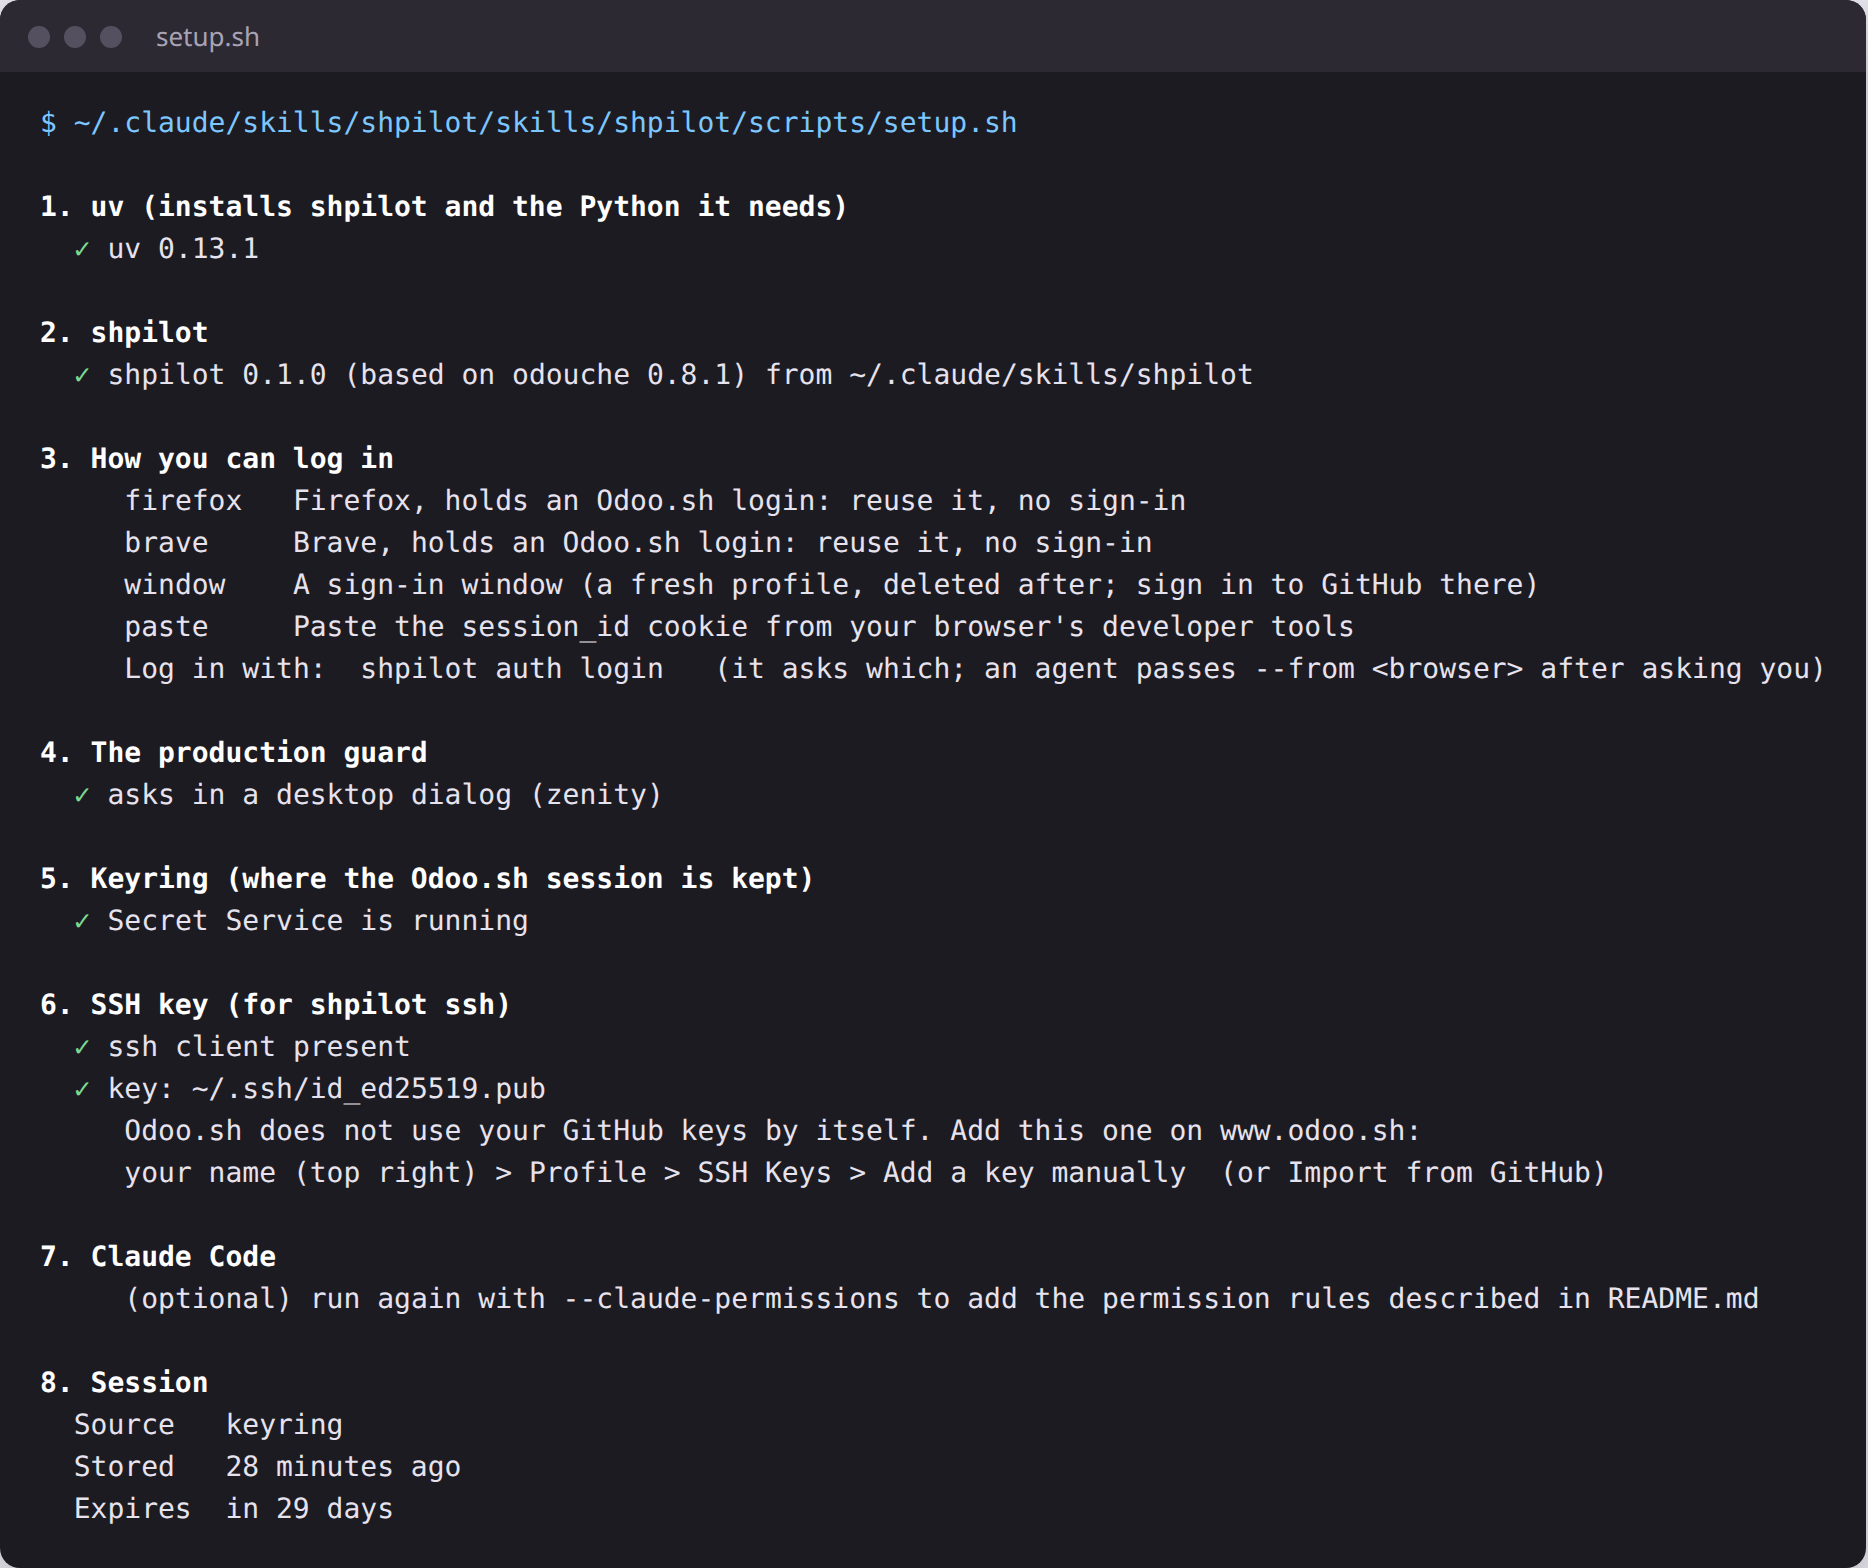 setup.sh
$ ~/.claude/skills/shpilot/skills/shpilot/scripts/setup.sh
1. uv (installs shpilot and the Python it needs)
✓ uv 0.13.1
2. shpilot
✓ shpilot 0.1.0 (based on odouche 0.8.1) from ~/.claude/skills/shpilot
3. How you can log in
firefox   Firefox, holds an Odoo.sh login: reuse it, no sign-in
brave     Brave, holds an Odoo.sh login: reuse it, no sign-in
window    A sign-in window (a fresh profile, deleted after; sign in to GitHub there)
paste     Paste the session_id cookie from your browser's developer tools
Log in with:  shpilot auth login   (it asks which; an agent passes --from <browser> after asking you)
4. The production guard
✓ asks in a desktop dialog (zenity)
5. Keyring (where the Odoo.sh session is kept)
✓ Secret Service is running
6. SSH key (for shpilot ssh)
✓ ssh client present
✓ key: ~/.ssh/id_ed25519.pub
Odoo.sh does not use your GitHub keys by itself. Add this one on www.odoo.sh:
your name (top right) > Profile > SSH Keys > Add a key manually  (or Import from GitHub)
7. Claude Code
(optional) run again with --claude-permissions to add the permission rules described in README.md
8. Session
Source   keyring
Stored   28 minutes ago
Expires  in 29 days